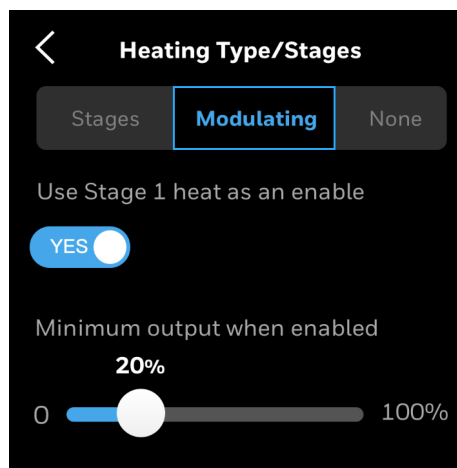 Heating Type/Stages
Stages Modulating None
Use Stage 1 heat as an enable
YES
Minimum output when enabled
20%
0 100%